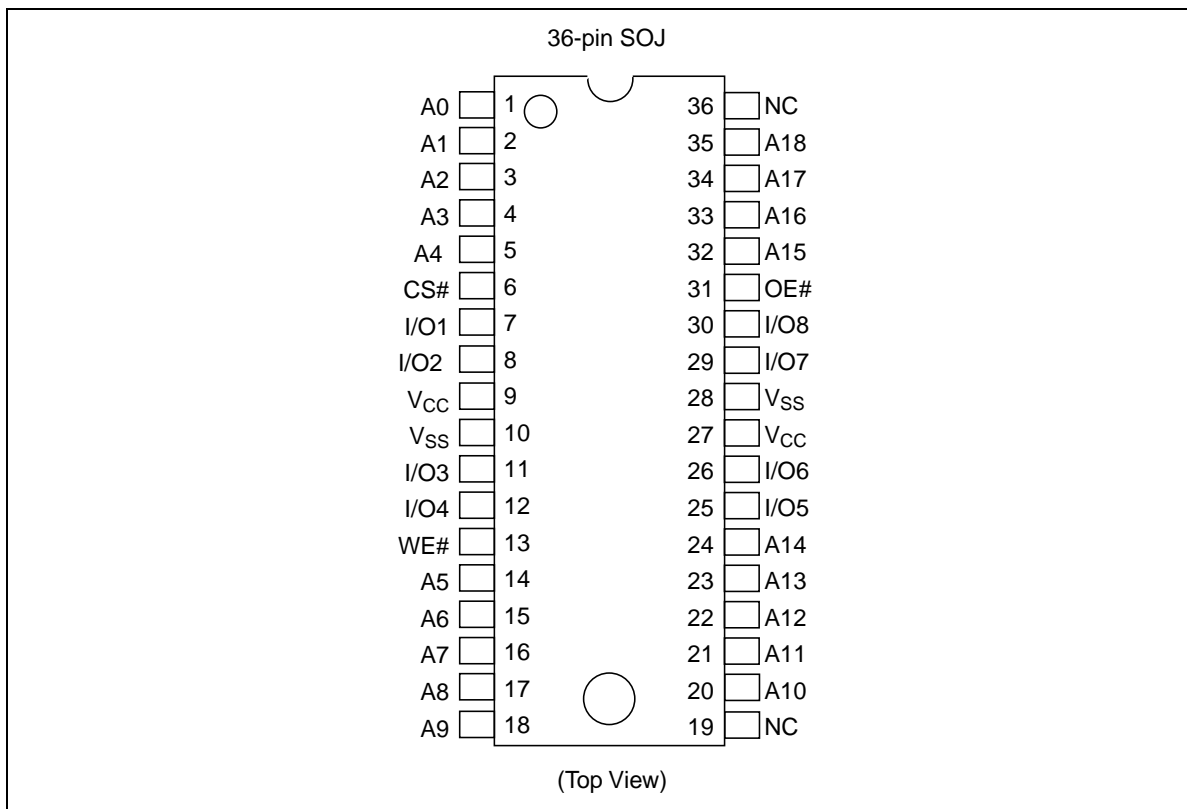 36-pin SOJ
A0 1 36 NC
A1 2 35 A18
A2 3 34 A17
A3 4 33 A16
A4 5 32 A15
CS# 6 31 OE#
I/O1 7 30 I/O8
I/O2 8 29 I/O7
VCC 9 28 VSS
VSS 10 27 VCC
I/O3 11 26 I/O6
I/O4 12 25 I/O5
WE# 13 24 A14
A5 14 23 A13
A6 15 22 A12
A7 16 21 A11
A8 17 20 A10
A9 18 19 NC
(Top View)